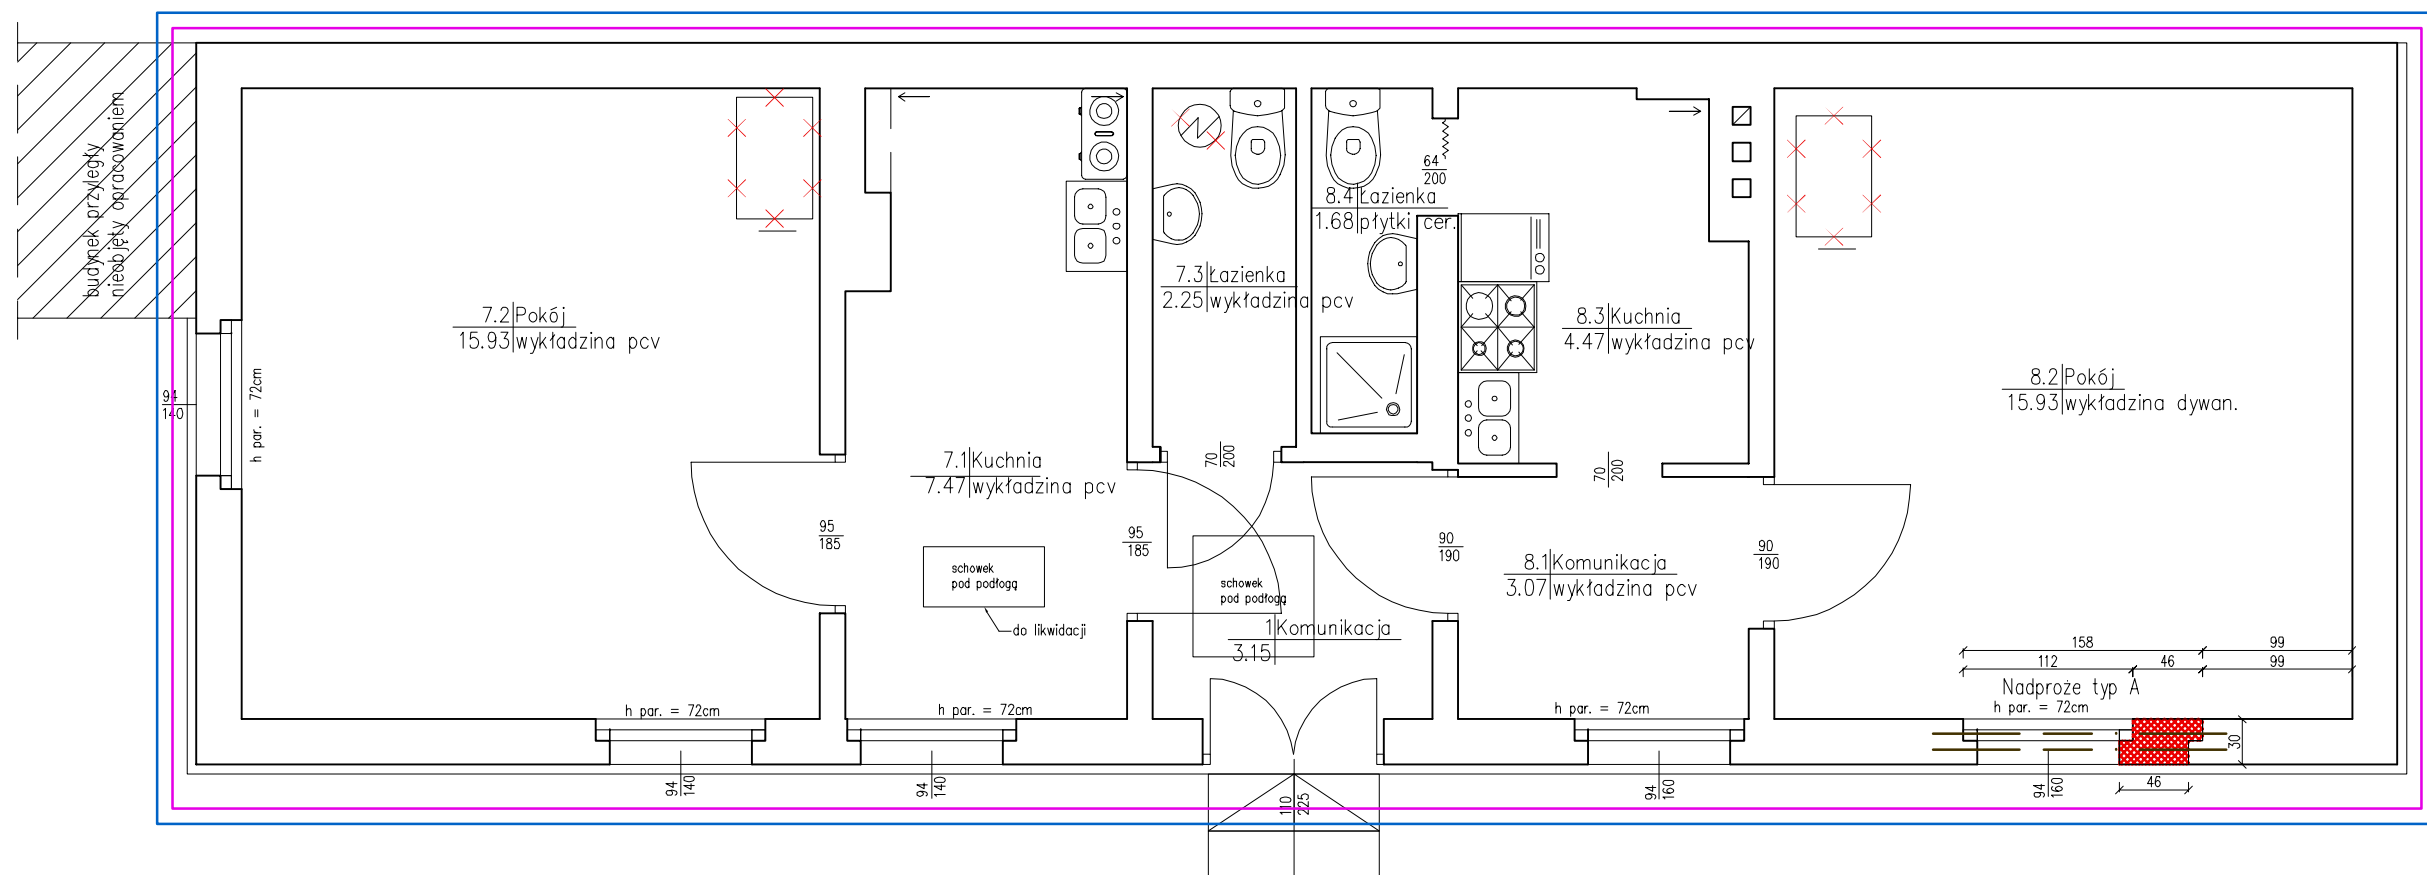 budynek przyległy
nieobjęty opracowaniem
94
140
h par. = 72cm
7.2 Pokój
15.93 wykładzina pcv
95
185
h par. = 72cm
94
140
7.1 Kuchnia
7.47 wykładzina pcv
schowek
pod podłogą
do likwidacji
h par. = 72cm
94
140
95
185
7.3 Łazienka
2.25 wykładzina pcv
70
200
schowek
pod podłogą
1 Komunikacja
3.15
110
225
64
200
8.4 Łazienka
1.68 płytki cer.
8.3 Kuchnia
4.47 wykładzina pcv
70
200
90
190
8.1 Komunikacja
3.07 wykładzina pcv
90
190
h par. = 72cm
94
160
8.2 Pokój
15.93 wykładzina dywan.
158
99
112
46
99
Nadproże typ A
h par. = 72cm
30
46
94
160